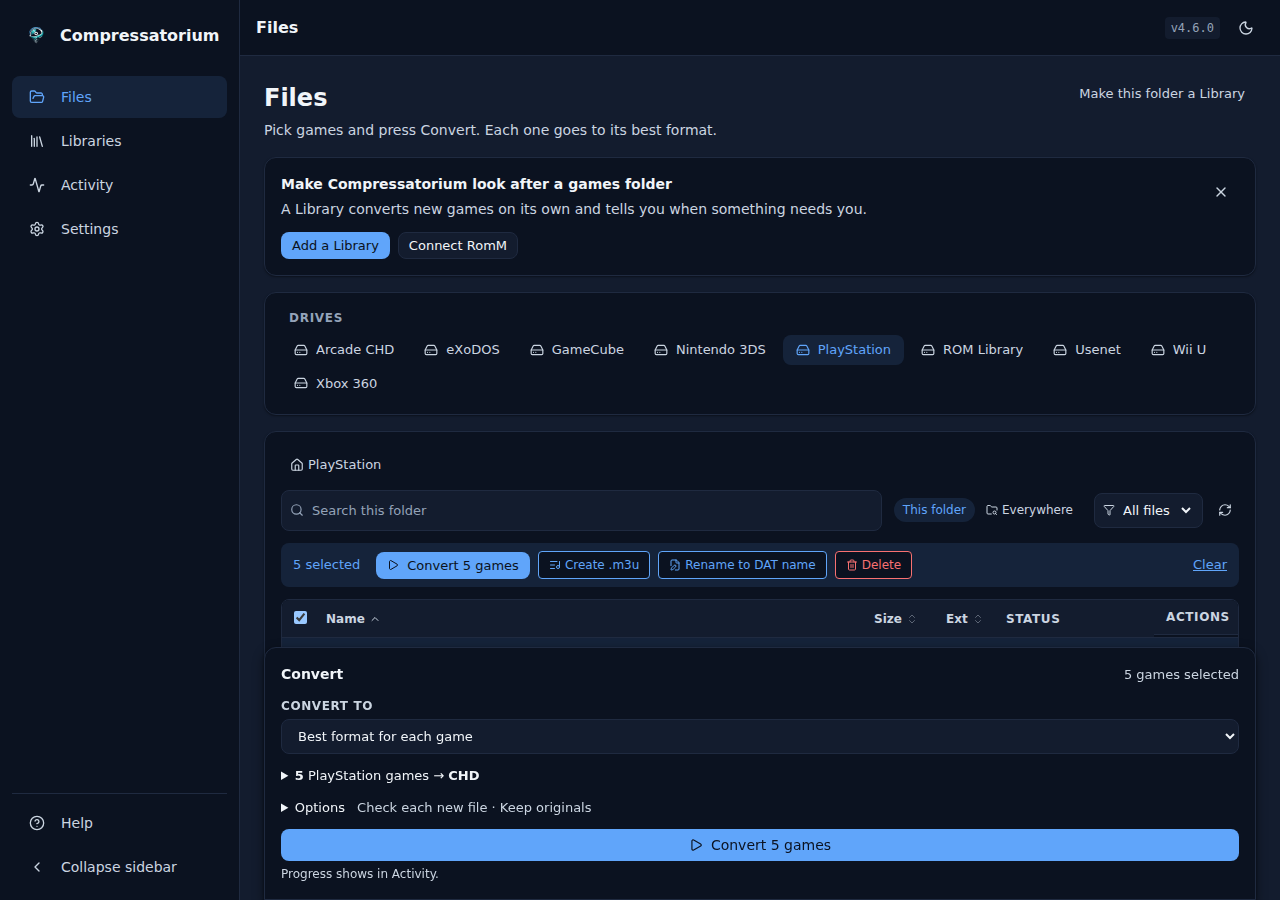 Compressatorium
Files
v4.6.0
Files
Libraries
Activity
Settings
Help
Collapse sidebar
Files
Make this folder a Library
Pick games and press Convert. Each one goes to its best format.
Make Compressatorium look after a games folder
A Library converts new games on its own and tells you when something needs you.
Add a Library
Connect RomM
DRIVES
Arcade CHD
eXoDOS
GameCube
Nintendo 3DS
PlayStation
ROM Library
Usenet
Wii U
Xbox 360
PlayStation
Search this folder
This folder
Everywhere
All files
5 selected
Convert 5 games
Create .m3u
Rename to DAT name
Delete
Clear
Name
Size
Ext
STATUS
ACTIONS
Convert
5 games selected
CONVERT TO
Best format for each game
5 PlayStation games → CHD
Options Check each new file · Keep originals
Convert 5 games
Progress shows in Activity.